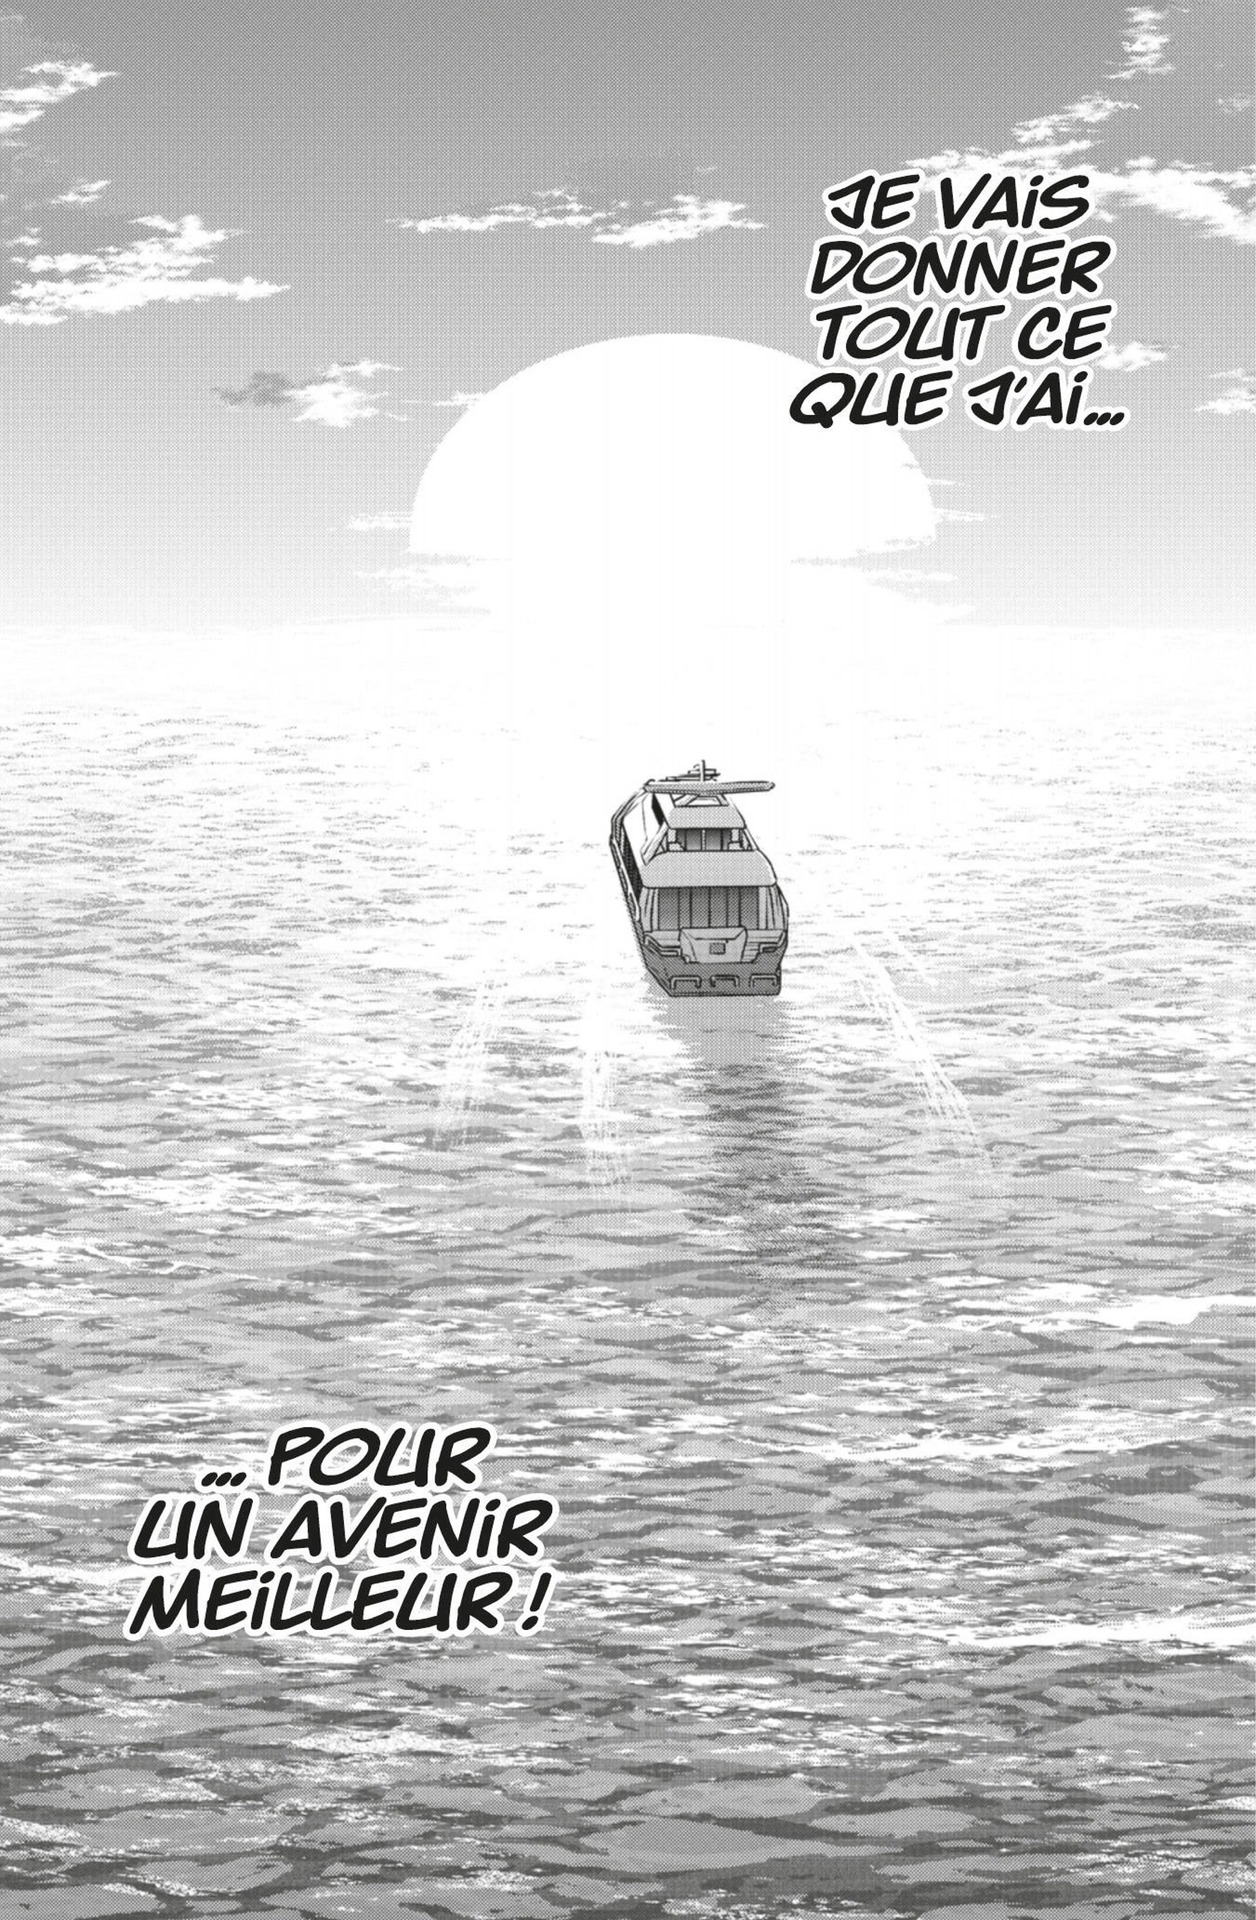 JE VAIS
DONNER
TOUT CE
QUE J'AI...
... POUR
UN AVENIR
MEILLEUR !